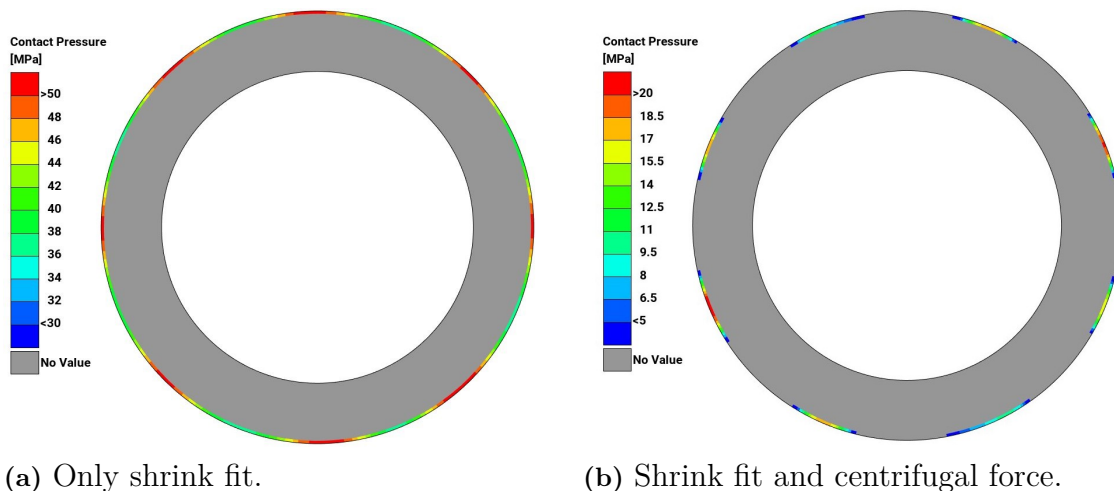 Contact Pressure
[MPa]
>50
48
46
44
42
40
38
36
34
32
<30
No Value
(a) Only shrink fit.
Contact Pressure
[MPa]
>20
18.5
17
15.5
14
12.5
11
9.5
8
6.5
<5
No Value
(b) Shrink fit and centrifugal force.